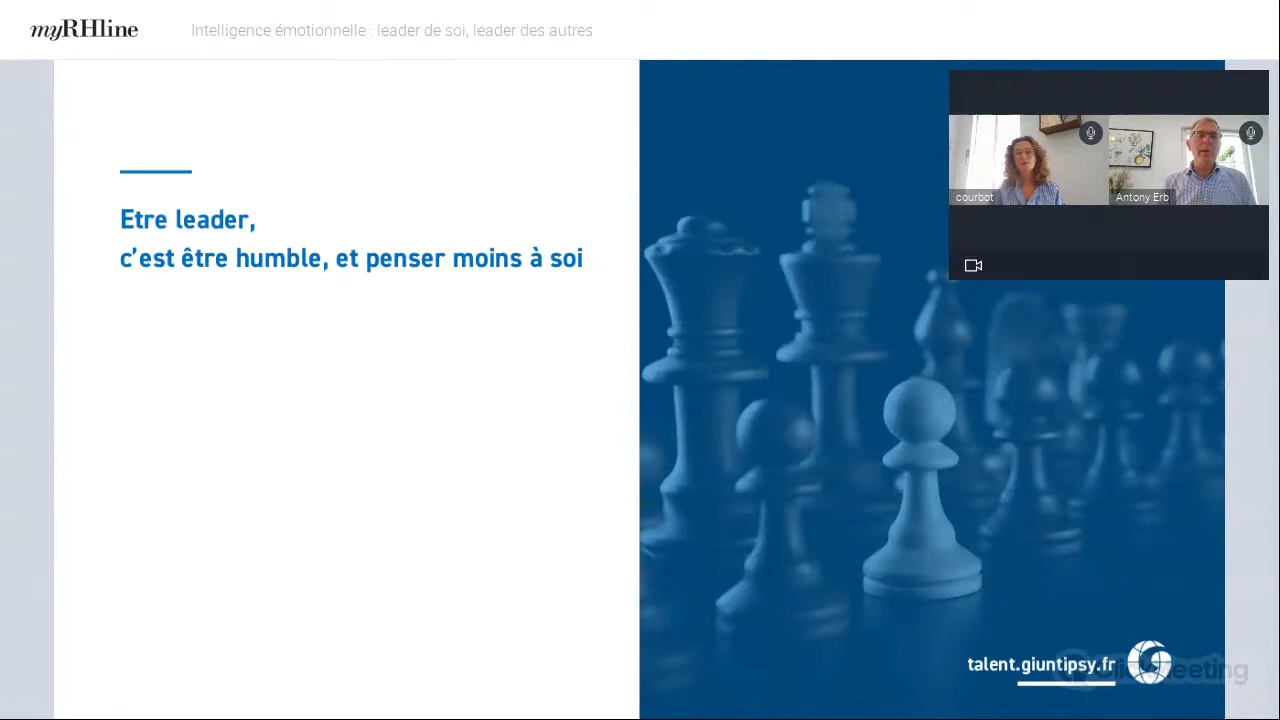 myRHline
Intelligence émotionnelle : leader de soi, leader des autres
courbot
Antony Erb
Etre leader,
c’est être humble, et penser moins à soi
talent.giuntipsy.fr
ClickMeeting